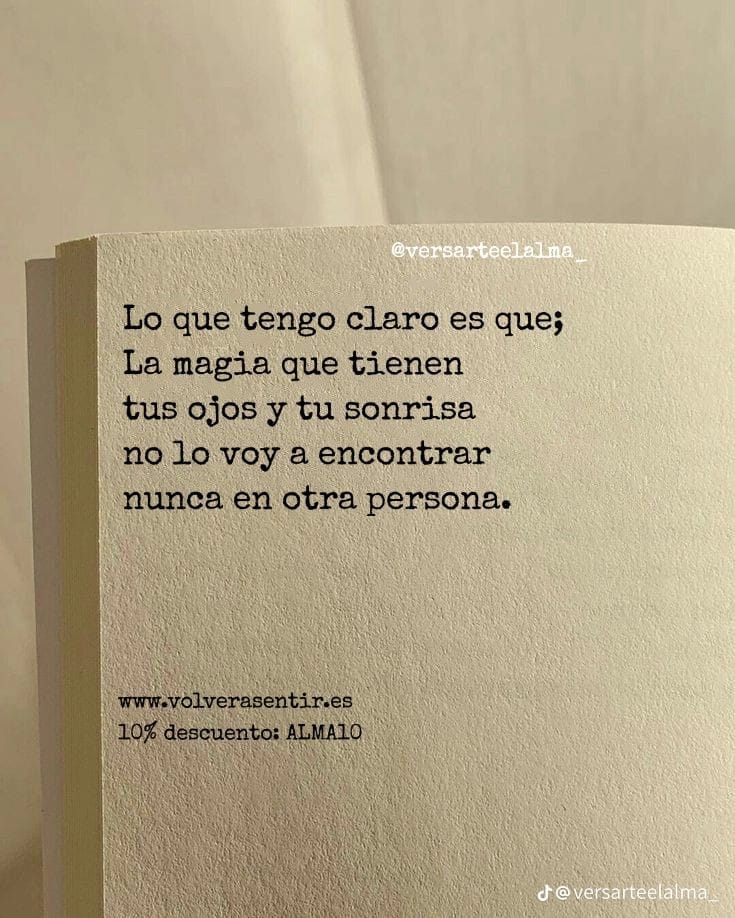 @versarteelalma_
Lo que tengo claro es que;
La magia que tienen
tus ojos y tu sonrisa
no lo voy a encontrar
nunca en otra persona.
www.volverasentir.es
10% descuento: ALMA10
@versarteelalma_